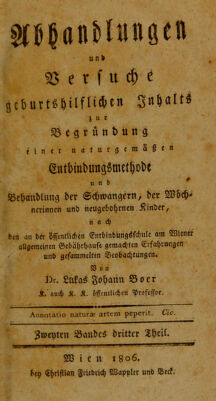 Abhandlungen
und
Versuche
geburtshilflichen Inhalts
zur
Begründung
einer naturgemäßen
Entbindungsmethode
und
Behandlung der Schwangern, der Wöch-
nerinnen und neugebohrnen Kinder,
nach
den an der öffentlichen Entbindungsschule am Wiener
allgemeinen Gebährhause gemachten Erfahrungen
und gesammelten Beobachtungen.
Von
Dr. Lukas Johann Boer
K. auch K. K. öffentlichen Professor.
Annotatio naturæ artem peperit. Cic.
Zweyten Bandes dritter Theil.
Wien 1806.
bey Christian Friedrich Wappler und Beck.